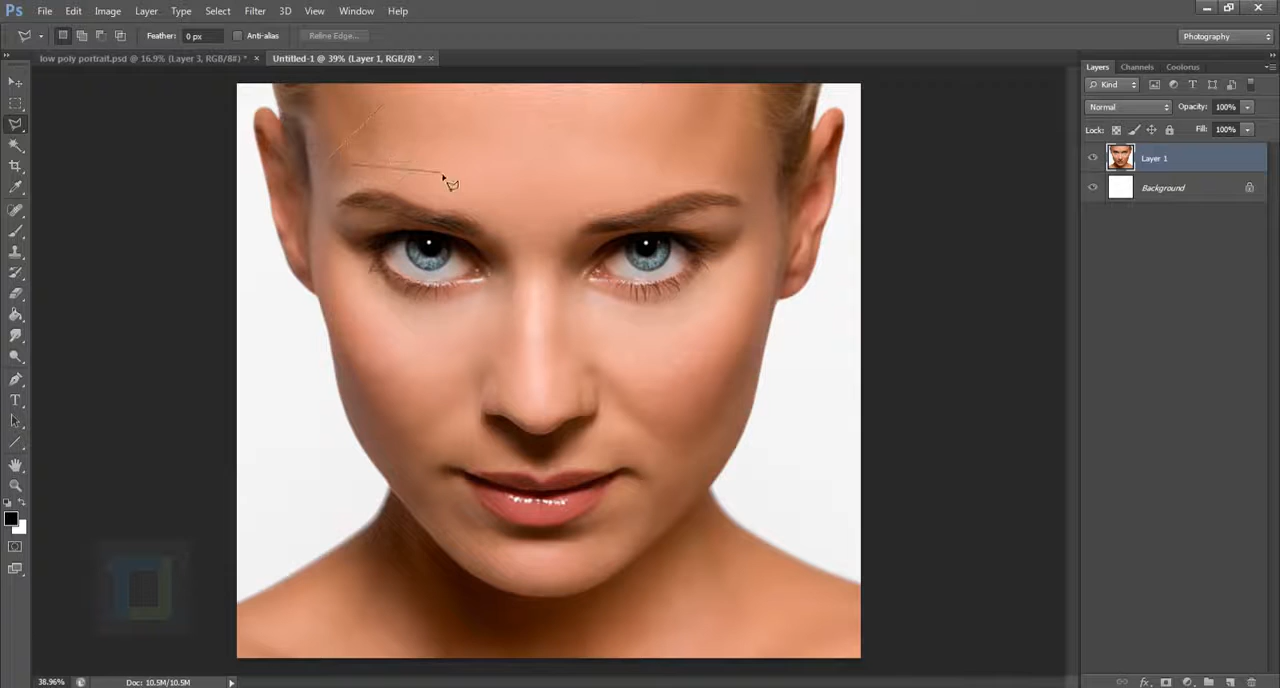 Ps File Edit Image Layer Type Select Filter 3D View Window Help
Feather: 0 px Anti-alias Refine Edge... Photography
low poly portrait.psd @ 16.9% (Layer 3, RGB/8#) * × Untitled-1 @ 39% (Layer 1, RGB/8) * ×
Layers Channels Coolorus
Kind
Normal Opacity: 100%
Lock: Fill: 100%
Layer 1
Background
38.96% Doc: 10.5M/10.5M